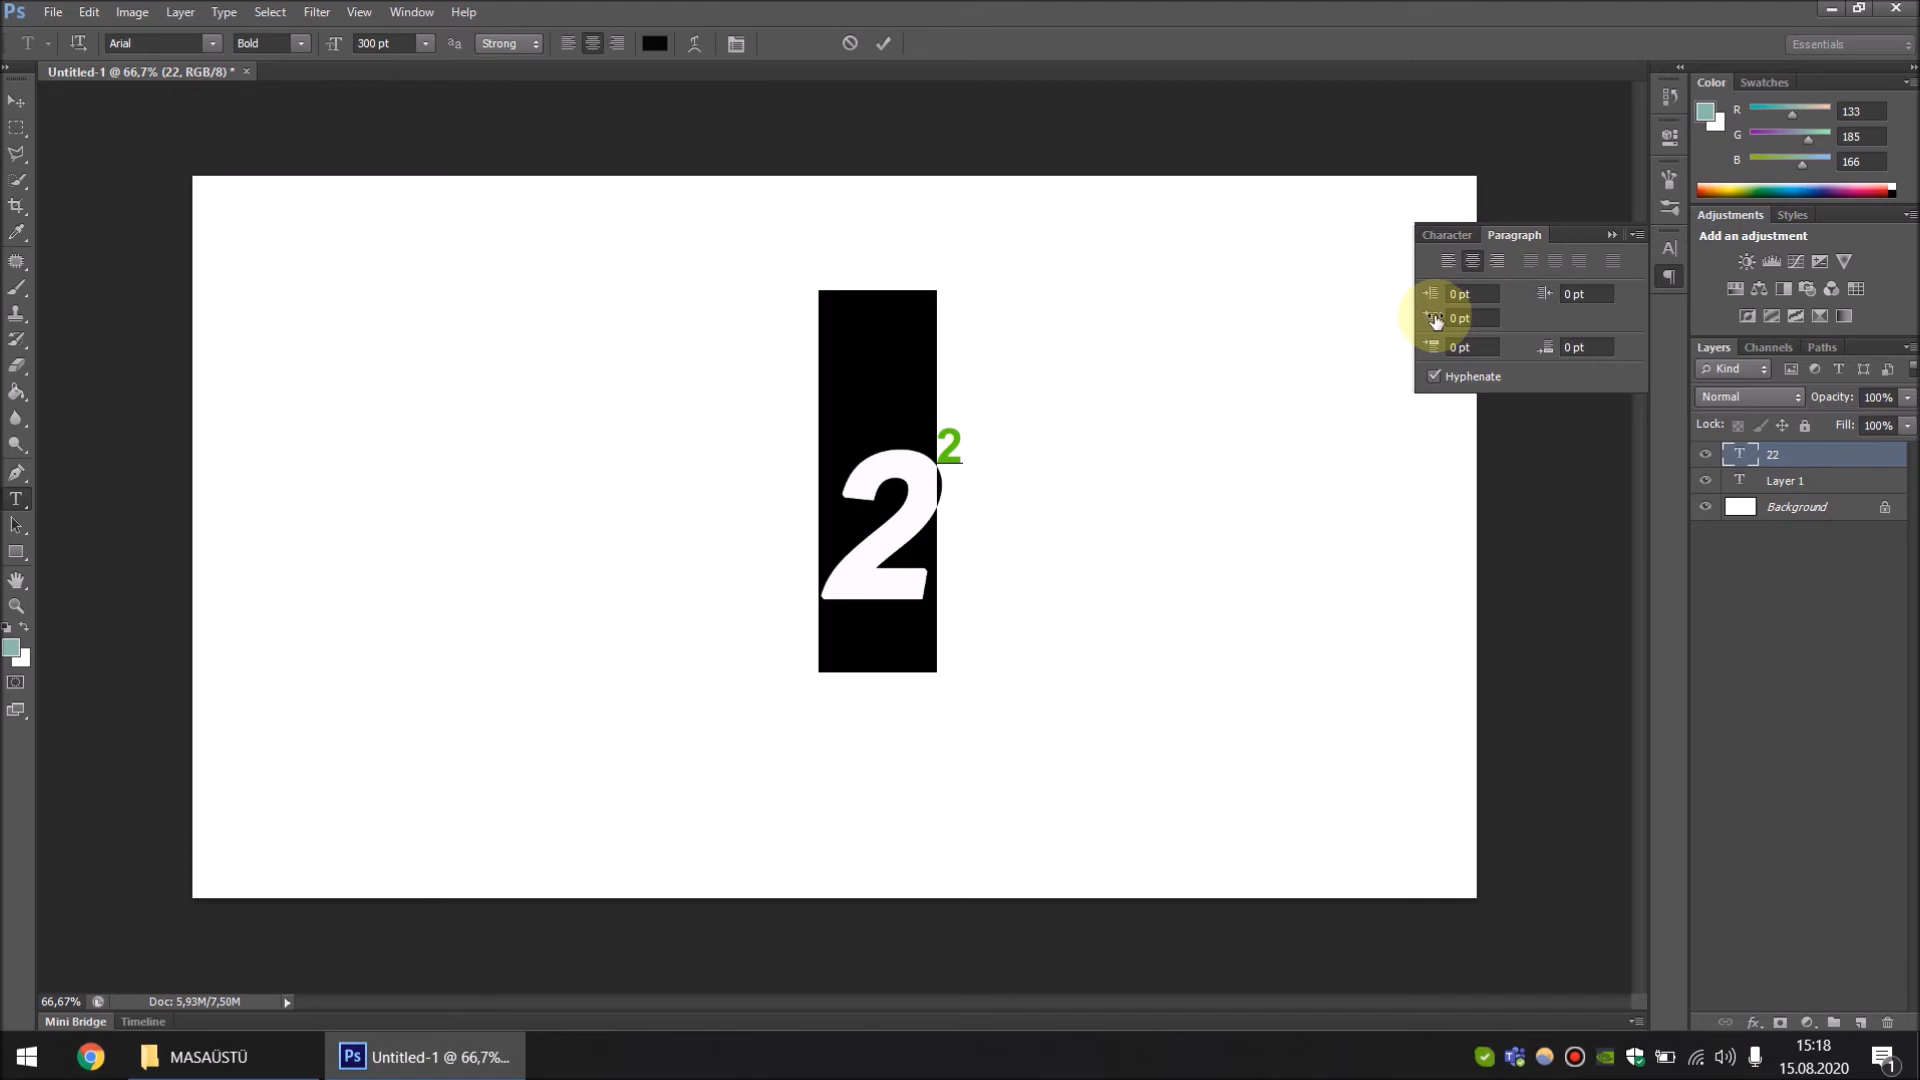 Ps File Edit Image Layer Type Select Filter View Window Help
T Arial Bold 300 pt Strong Essentials
Untitled-1 @ 66,7% (22, RGB/8) * ×
Color Swatches
R 133
G 185
B 166
Adjustments Styles
Add an adjustment
Character Paragraph
0 pt 0 pt
0 pt
0 pt 0 pt
Hyphenate
Layers Channels Paths
Kind
Normal Opacity: 100%
Lock: Fill: 100%
T 22
T Layer 1
Background
2
2
66,67% Doc: 5,93M/7,50M
Mini Bridge Timeline
MASAÜSTÜ
Ps Untitled-1 @ 66,7%...
15:18
15.08.2020
1